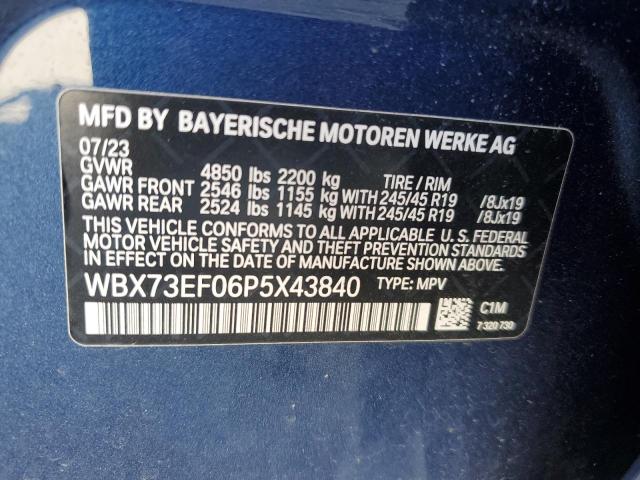 MFD BY BAYERISCHE MOTOREN WERKE AG
07/23
GVWR 4850 lbs 2200 kg TIRE / RIM
GAWR FRONT 2546 lbs 1155 kg WITH 245/45 R19 /8Jx19
GAWR REAR 2524 lbs 1145 kg WITH 245/45 R19 /8Jx19
THIS VEHICLE CONFORMS TO ALL APPLICABLE U. S. FEDERAL
MOTOR VEHICLE SAFETY AND THEFT PREVENTION STANDARDS
IN EFFECT ON THE DATE OF MANUFACTURE SHOWN ABOVE.
WBX73EF06P5X43840 TYPE: MPV
C1M
7 320 730